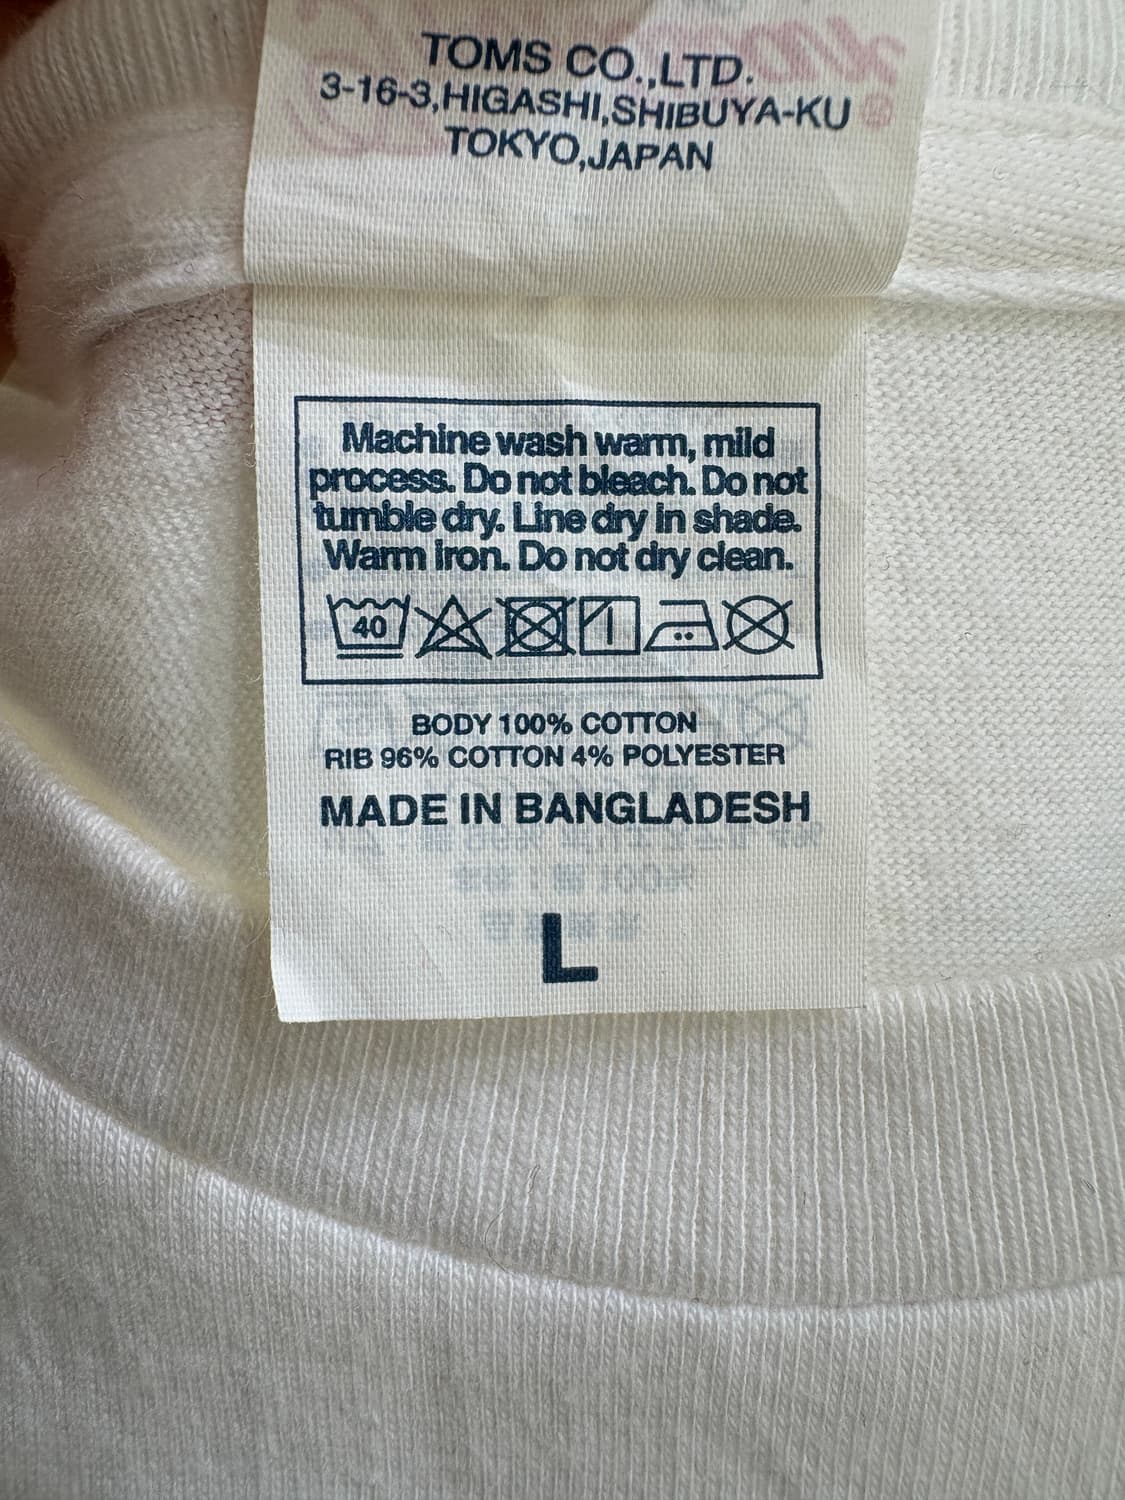 TOMS CO.,LTD.
3-16-3,HIGASHI,SHIBUYA-KU
TOKYO,JAPAN
Machine wash warm, mild
process. Do not bleach. Do not
tumble dry. Line dry in shade.
Warm iron. Do not dry clean.
40
BODY 100% COTTON
RIB 96% COTTON 4% POLYESTER
MADE IN BANGLADESH
L